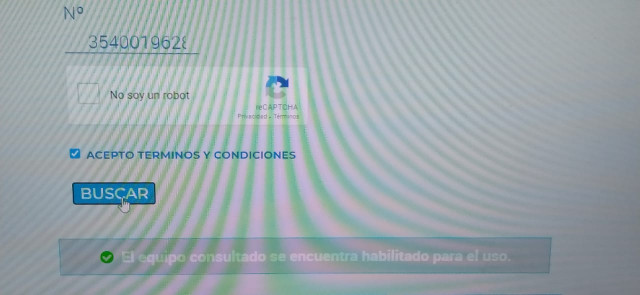 Nº
3540079628
No soy un robot
reCAPTCHA
Privacidad - Términos
ACEPTO TERMINOS Y CONDICIONES
BUSCAR
El equipo consultado se encuentra habilitado para el uso.